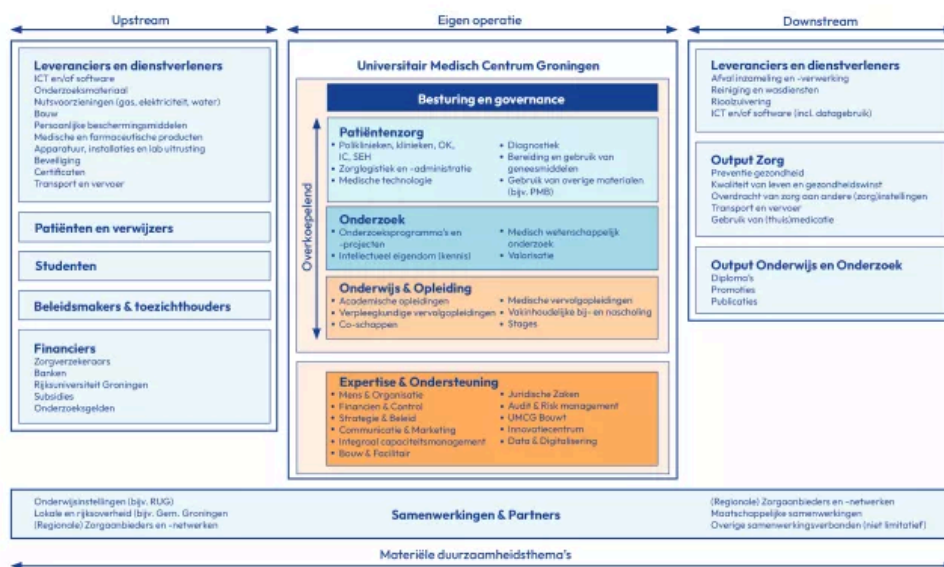 Upstream
Eigen operatie
Downstream
Leveranciers en dienstverleners
ICT en/of software
Onderzoeksmateriaal
Nutsvoorzieningen (gas, elektriciteit, water)
Bouw
Persoonlijke beschermingsmiddelen
Medische en farmaceutische producten
Apparatuur, installaties en lab uitrusting
Beveiliging
Certificaten
Transport en vervoer
Patiënten en verwijzers
Studenten
Beleidsmakers & toezichthouders
Financiers
Zorgverzekeraars
Banken
Rijksuniversiteit Groningen
Subsidies
Onderzoeksgelden
Universitair Medisch Centrum Groningen
Besturing en governance
Overkoepelend
Patiëntenzorg
• Poliklinieken, klinieken, OK,
IC, SEH
• Zorglogistiek en -administratie
• Medische technologie
• Diagnostiek
• Bereiding en gebruik van
geneesmiddelen
• Gebruik van overige materialen
(bijv. PMB)
Onderzoek
• Onderzoeksprogramma's en
-projecten
• Intellectueel eigendom (kennis)
• Medisch wetenschappelijk
onderzoek
• Valorisatie
Onderwijs & Opleiding
• Academische opleidingen
• Verpleegkundige vervolgopleidingen
• Co-schappen
• Medische vervolgopleidingen
• Vakinhoudelijke bij- en nascholing
• Stages
Expertise & Ondersteuning
• Mens & Organisatie
• Financien & Control
• Strategie & Beleid
• Communicatie & Marketing
• Integraal capaciteitsmanagement
• Bouw & Facilitair
• Juridische Zaken
• Audit & Risk management
• UMCG Bouwt
• Innovatiecentrum
• Data & Digitalisering
Leveranciers en dienstverleners
Afvalinzameling en -verwerking
Reiniging en wasdiensten
Rioolzuivering
ICT en/of software (incl. datagebruik)
Output Zorg
Preventie gezondheid
Kwaliteit van leven en gezondheidswinst
Overdracht van zorg aan andere (zorg)instellingen
Transport en vervoer
Gebruik van (thuis)medicatie
Output Onderwijs en Onderzoek
Diploma's
Promoties
Publicaties
Onderwijsinstellingen (bijv. RUG)
Lokale en rijksoverheid (bijv. Gem. Groningen
(Regionale) Zorgaanbieders en -netwerken
Samenwerkingen & Partners
(Regionale) Zorgaanbieders en -netwerken
Maatschappelijke samenwerkingen
Overige samenwerkingsverbanden (niet limitatief)
Materiële duurzaamheidsthema's